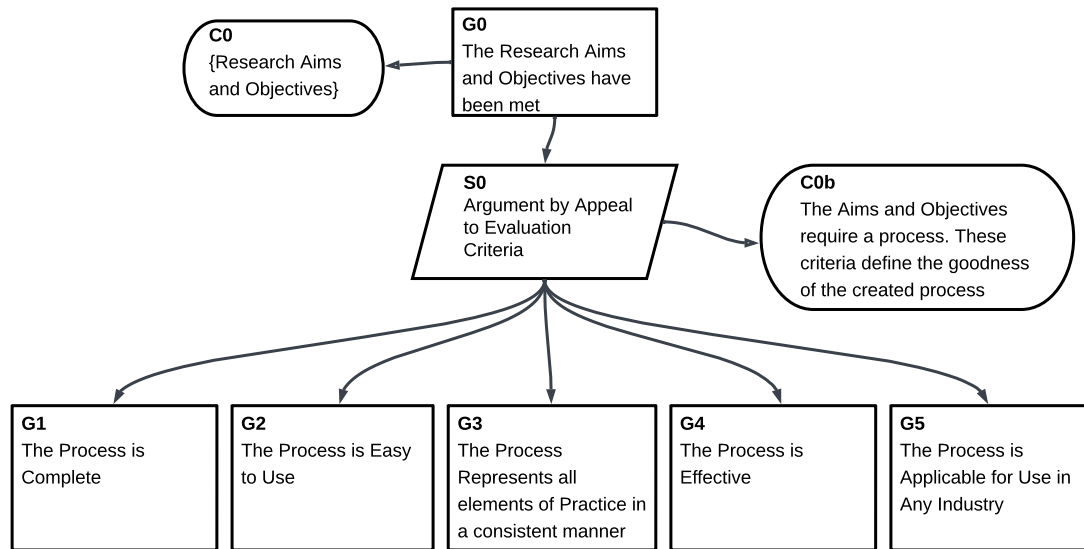 C0
{Research Aims
and Objectives}
G0
The Research Aims
and Objectives have
been met
S0
Argument by Appeal
to Evaluation
Criteria
C0b
The Aims and Objectives
require a process. These
criteria define the goodness
of the created process
G1
The Process is
Complete
G2
The Process is Easy
to Use
G3
The Process
Represents all
elements of Practice in
a consistent manner
G4
The Process is
Effective
G5
The Process is
Applicable for Use in
Any Industry